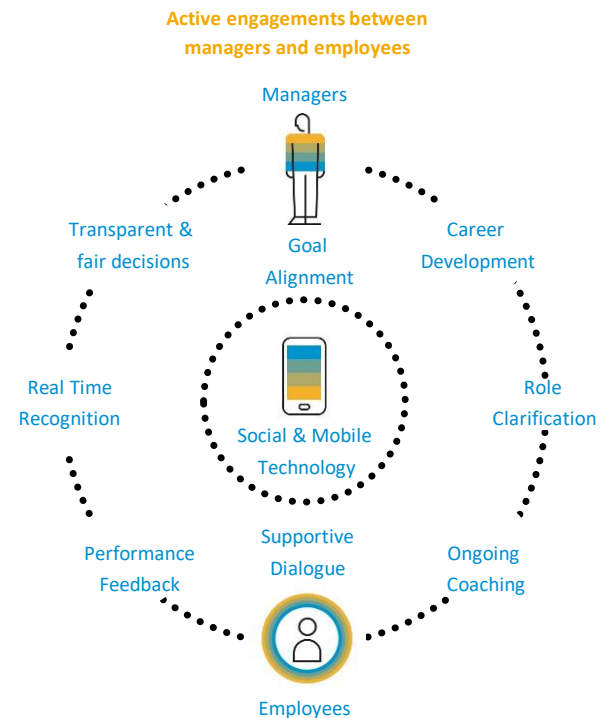 Active engagements between
managers and employees
Managers
Transparent &
fair decisions
Goal
Alignment
Career
Development
Real Time
Recognition
Social & Mobile
Technology
Role
Clarification
Performance
Feedback
Supportive
Dialogue
Ongoing
Coaching
Employees